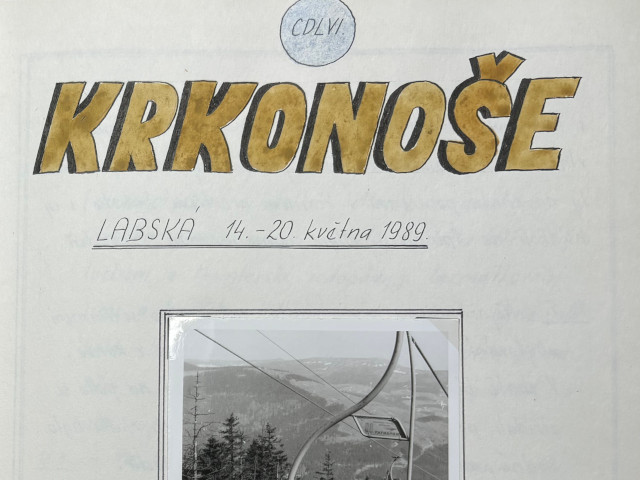 CDLVI.
KRKONOŠE
LABSKÁ 14.-20. května 1989.